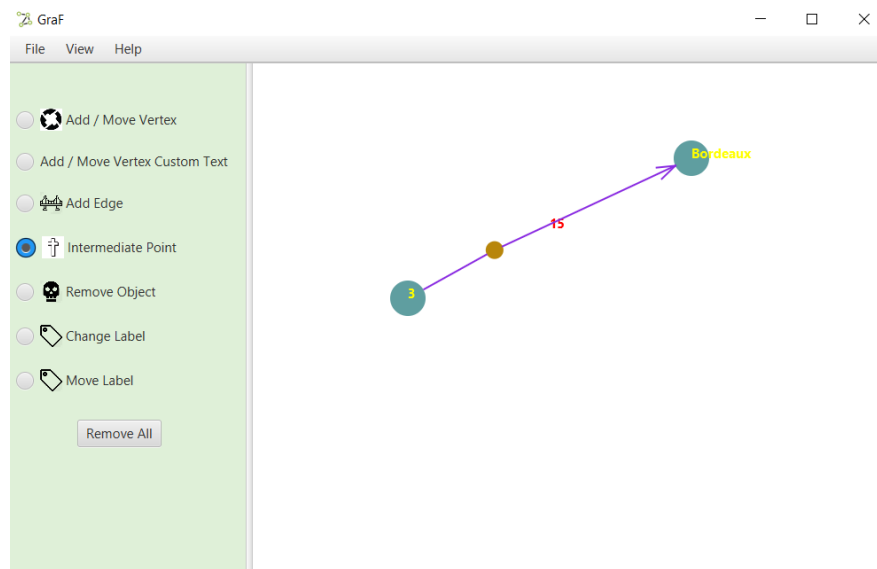 GraF
File View Help
Add / Move Vertex
Add / Move Vertex Custom Text
Add Edge
Intermediate Point
Remove Object
Change Label
Move Label
Remove All
Bordeaux
15
3